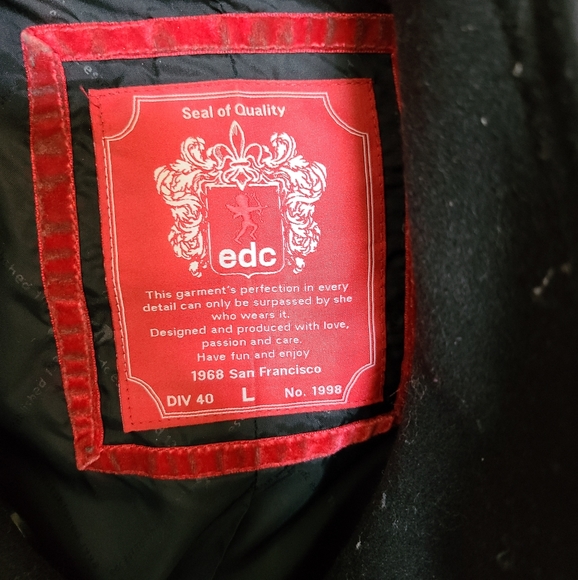 Seal of Quality
edc
This garment's perfection in every
detail can only be surpassed by she
who wears it.
Designed and produced with love,
passion and care.
Have fun and enjoy
1968 San Francisco
DIV 40 L No. 1998